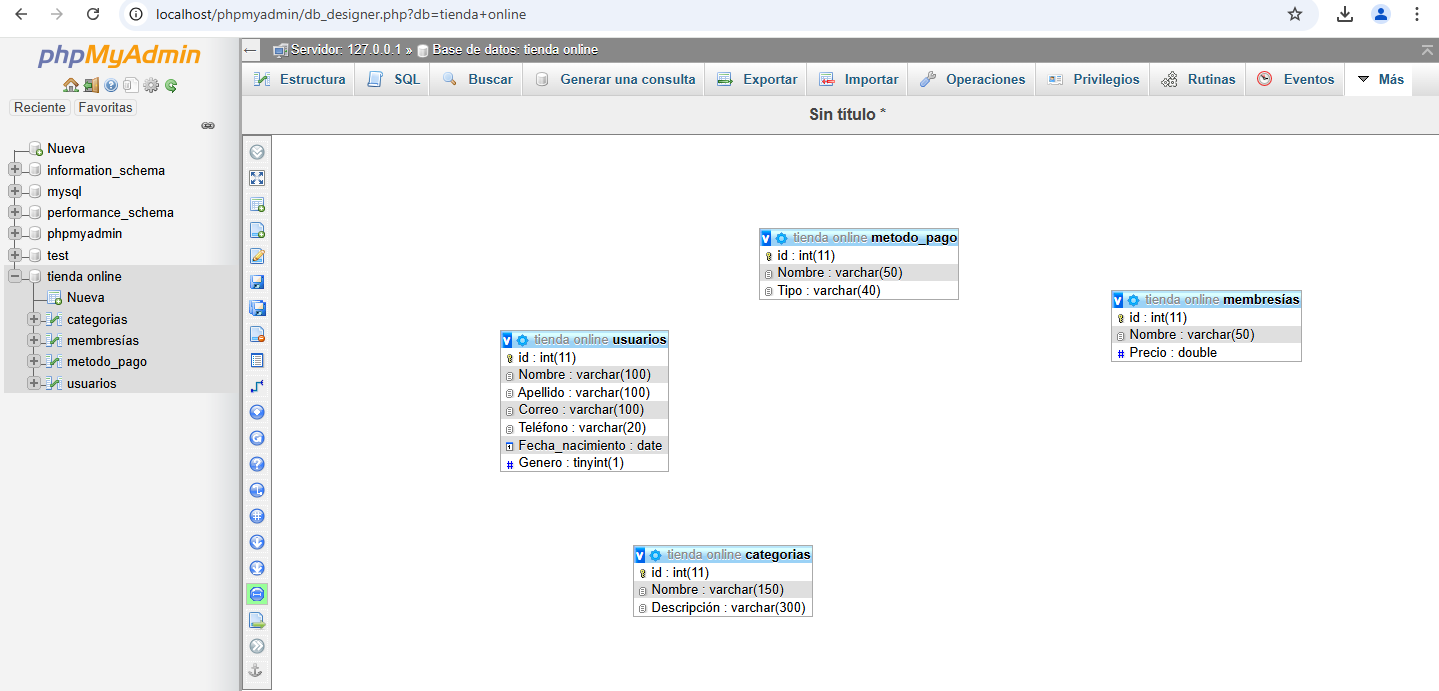 localhost/phpmyadmin/db_designer.php?db=tienda+online
phpMyAdmin
Reciente Favoritas
Nueva
information_schema
mysql
performance_schema
phpmyadmin
test
tienda online
Nueva
categorias
membresías
metodo_pago
usuarios
Servidor: 127.0.0.1 » Base de datos: tienda online
Estructura SQL Buscar Generar una consulta Exportar Importar Operaciones Privilegios Rutinas Eventos Más
Sin título *
v tienda online metodo_pago
id : int(11)
Nombre : varchar(50)
Tipo : varchar(40)
v tienda online membresías
id : int(11)
Nombre : varchar(50)
# Precio : double
v tienda online usuarios
id : int(11)
Nombre : varchar(100)
Apellido : varchar(100)
Correo : varchar(100)
Teléfono : varchar(20)
Fecha_nacimiento : date
# Genero : tinyint(1)
v tienda online categorias
id : int(11)
Nombre : varchar(150)
Descripción : varchar(300)